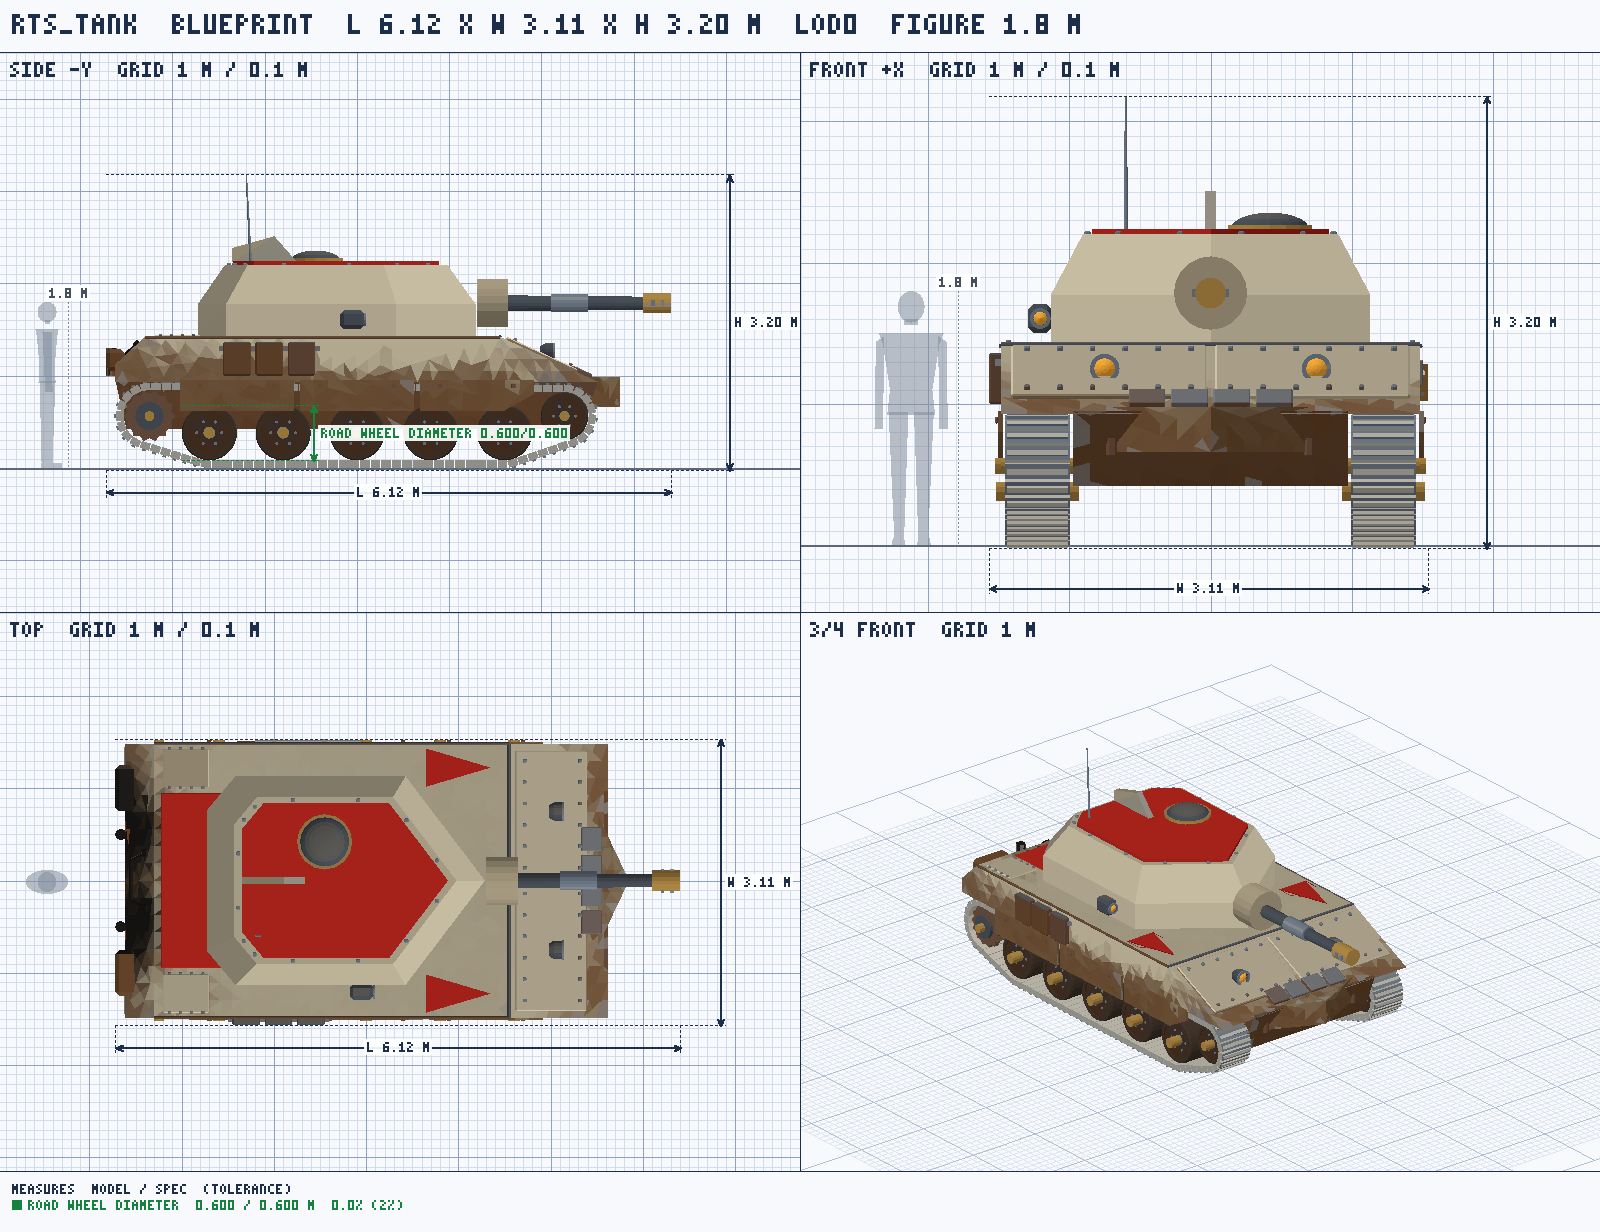 RTS_TANK BLUEPRINT L 6.12 X W 3.11 X H 3.20 M LOD0 FIGURE 1.8 M
SIDE -Y GRID 1 M / 0.1 M
1.8 M
H 3.20 M
ROAD WHEEL DIAMETER 0.600/0.600
L 6.12 M
FRONT +X GRID 1 M / 0.1 M
1.8 M
H 3.20 M
W 3.11 M
TOP GRID 1 M / 0.1 M
W 3.11 M
L 6.12 M
3/4 FRONT GRID 1 M
MEASURES MODEL / SPEC (TOLERANCE)
ROAD WHEEL DIAMETER 0.600 / 0.600 M 0.0% (2%)